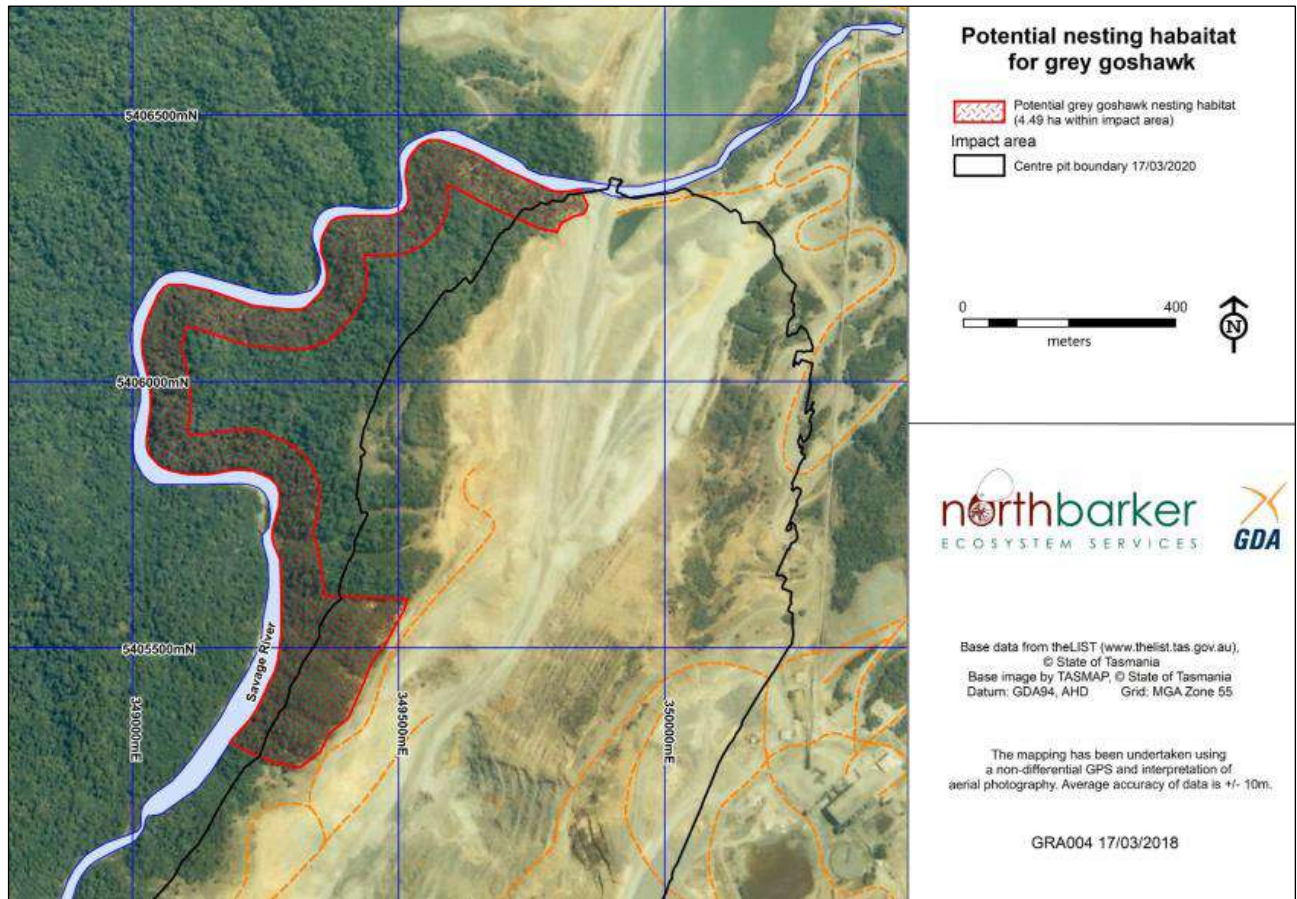 Potential nesting habaitat
for grey goshawk
Potential grey goshawk nesting habitat
(4.49 ha within impact area)
Impact area
Centre pit boundary 17/03/2020
0 400
meters
N
northbarker
ECOSYSTEM SERVICES
GDA
Base data from theLIST (www.thelist.tas.gov.au),
© State of Tasmania
Base image by TASMAP, © State of Tasmania
Datum: GDA94, AHD Grid: MGA Zone 55
The mapping has been undertaken using
a non-differential GPS and interpretation of
aerial photography. Average accuracy of data is +/- 10m.
GRA004 17/03/2018
5406500mN
5406000mN
5405500mN
Savage River
349000mE
349500mE
350000mE